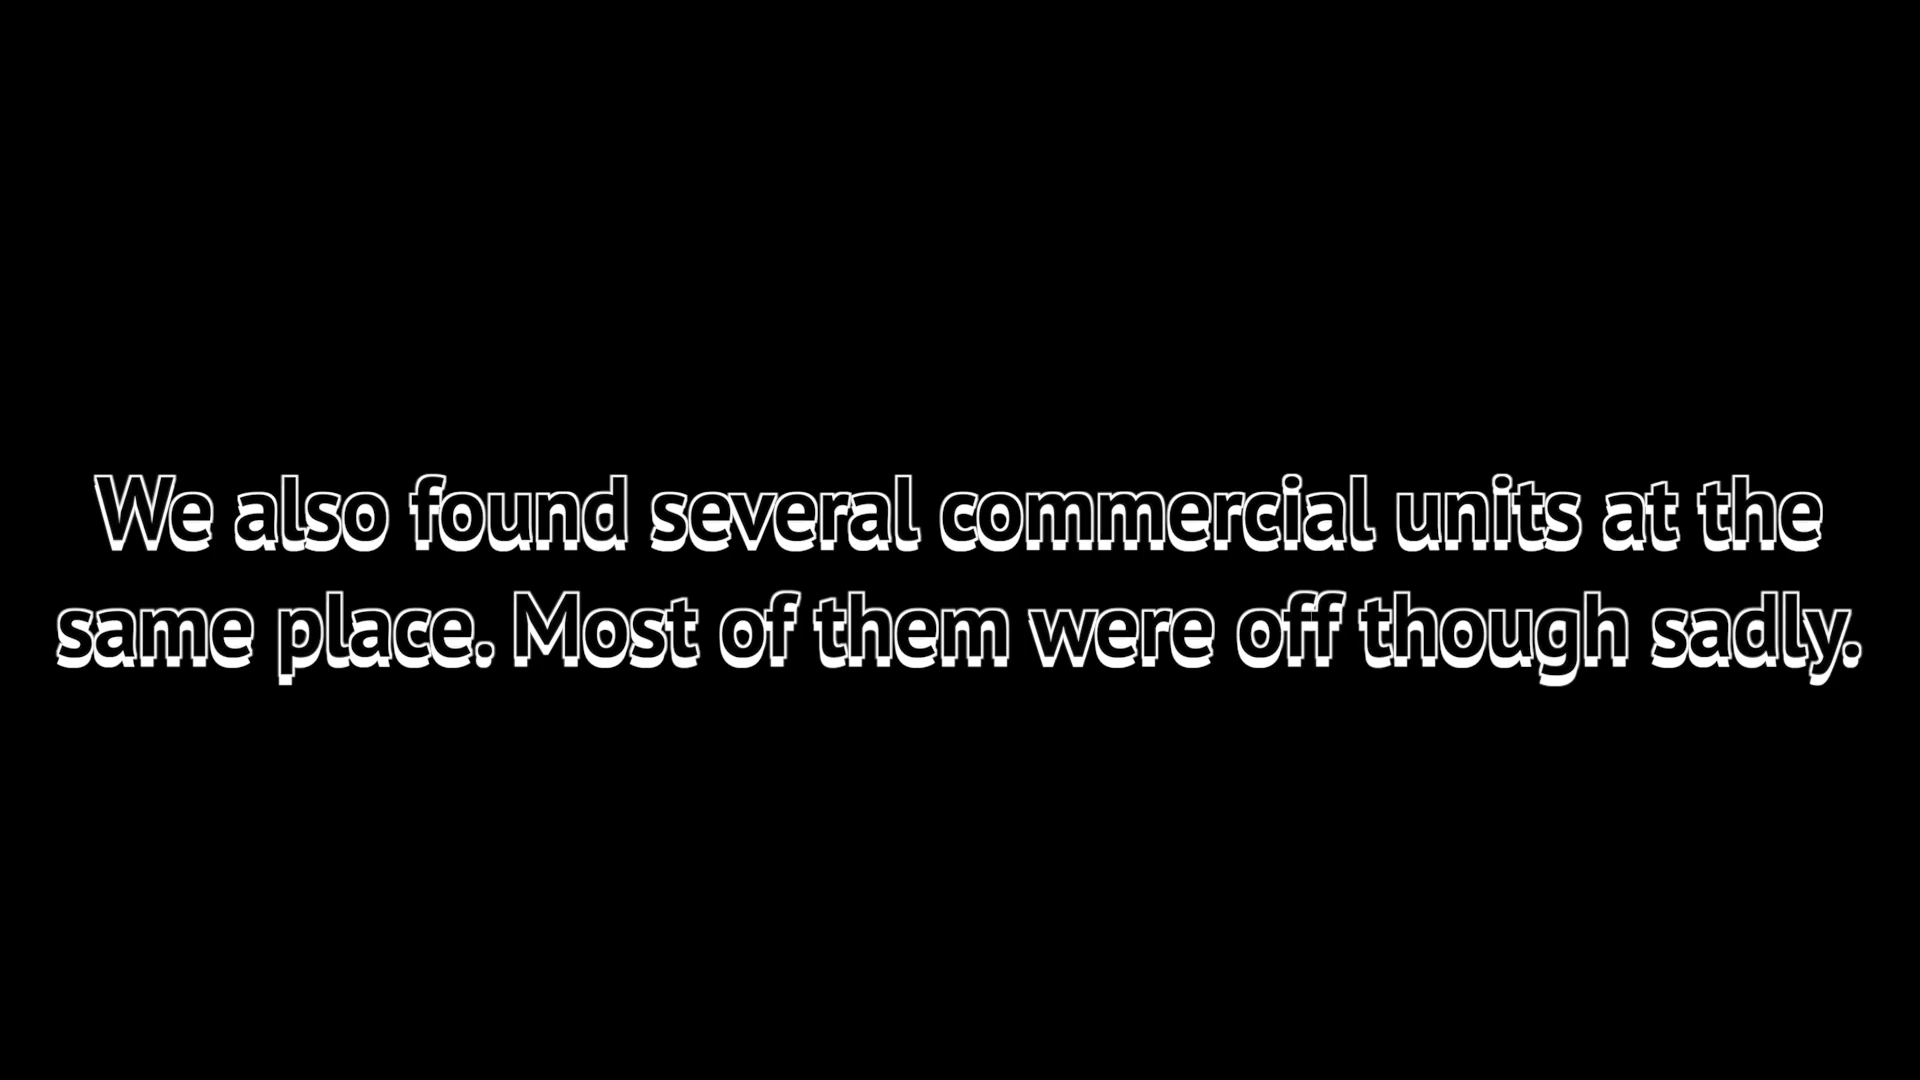 We also found several commercial units at the
same place. Most of them were off though sadly.